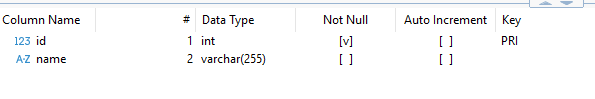 Column Name # Data Type Not Null Auto Increment Key
123 id 1 int [v] [ ] PRI
A-Z name 2 varchar(255) [ ] [ ]